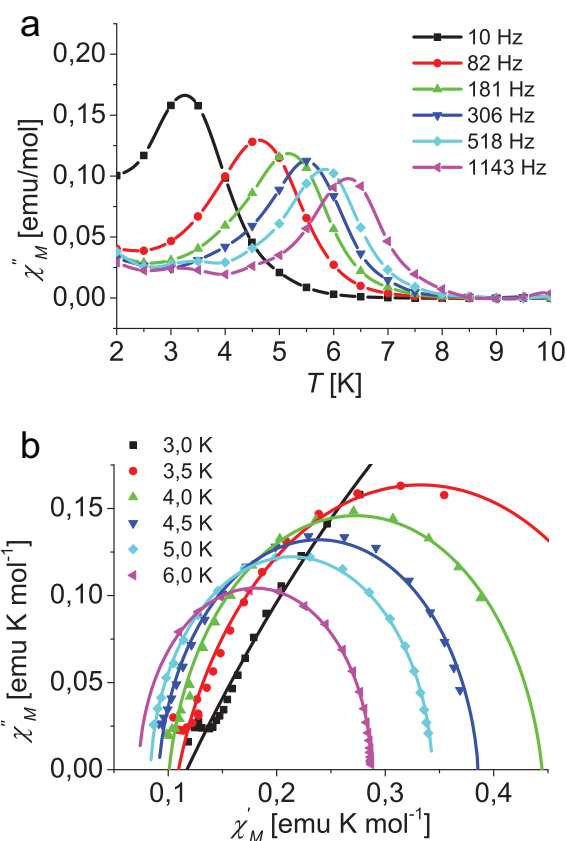 a
0,20
0,15
0,10
0,05
0,00
χ″M [emu/mol]
10 Hz
82 Hz
181 Hz
306 Hz
518 Hz
1143 Hz
2 3 4 5 6 7 8 9 10
T [K]
b
3,0 K
3,5 K
4,0 K
4,5 K
5,0 K
6,0 K
0,15
0,10
0,05
0,00
χ″M [emu K mol-1]
0,1 0,2 0,3 0,4
χ′M [emu K mol-1]